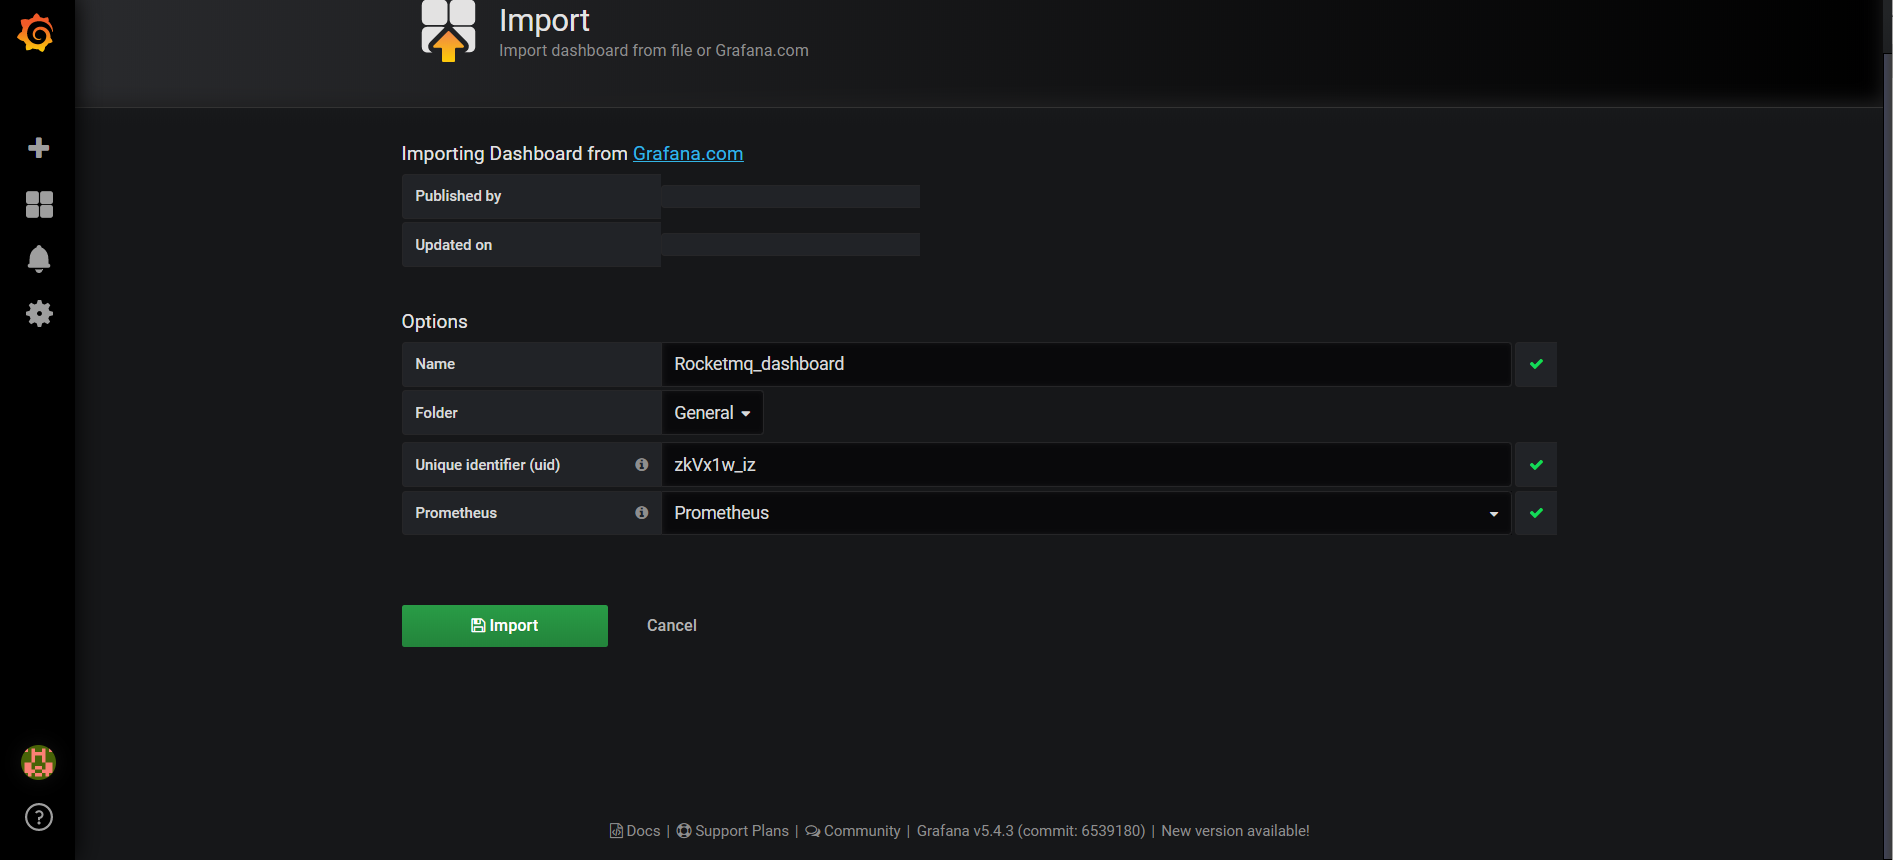 Import
Import dashboard from file or Grafana.com
Importing Dashboard from Grafana.com
Published by
Updated on
Options
Name Rocketmq_dashboard
Folder General
Unique identifier (uid) zkVx1w_iz
Prometheus Prometheus
Import Cancel
Docs | Support Plans | Community | Grafana v5.4.3 (commit: 6539180) | New version available!